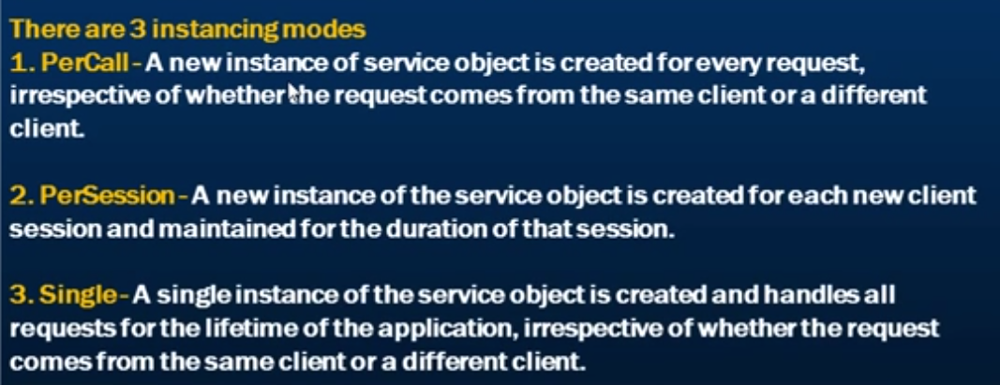 There are 3 instancing modes
1. PerCall - A new instance of service object is created for every request,
irrespective of whether the request comes from the same client or a different
client.
2. PerSession - A new instance of the service object is created for each new client
session and maintained for the duration of that session.
3. Single - A single instance of the service object is created and handles all
requests for the lifetime of the application, irrespective of whether the request
comes from the same client or a different client.